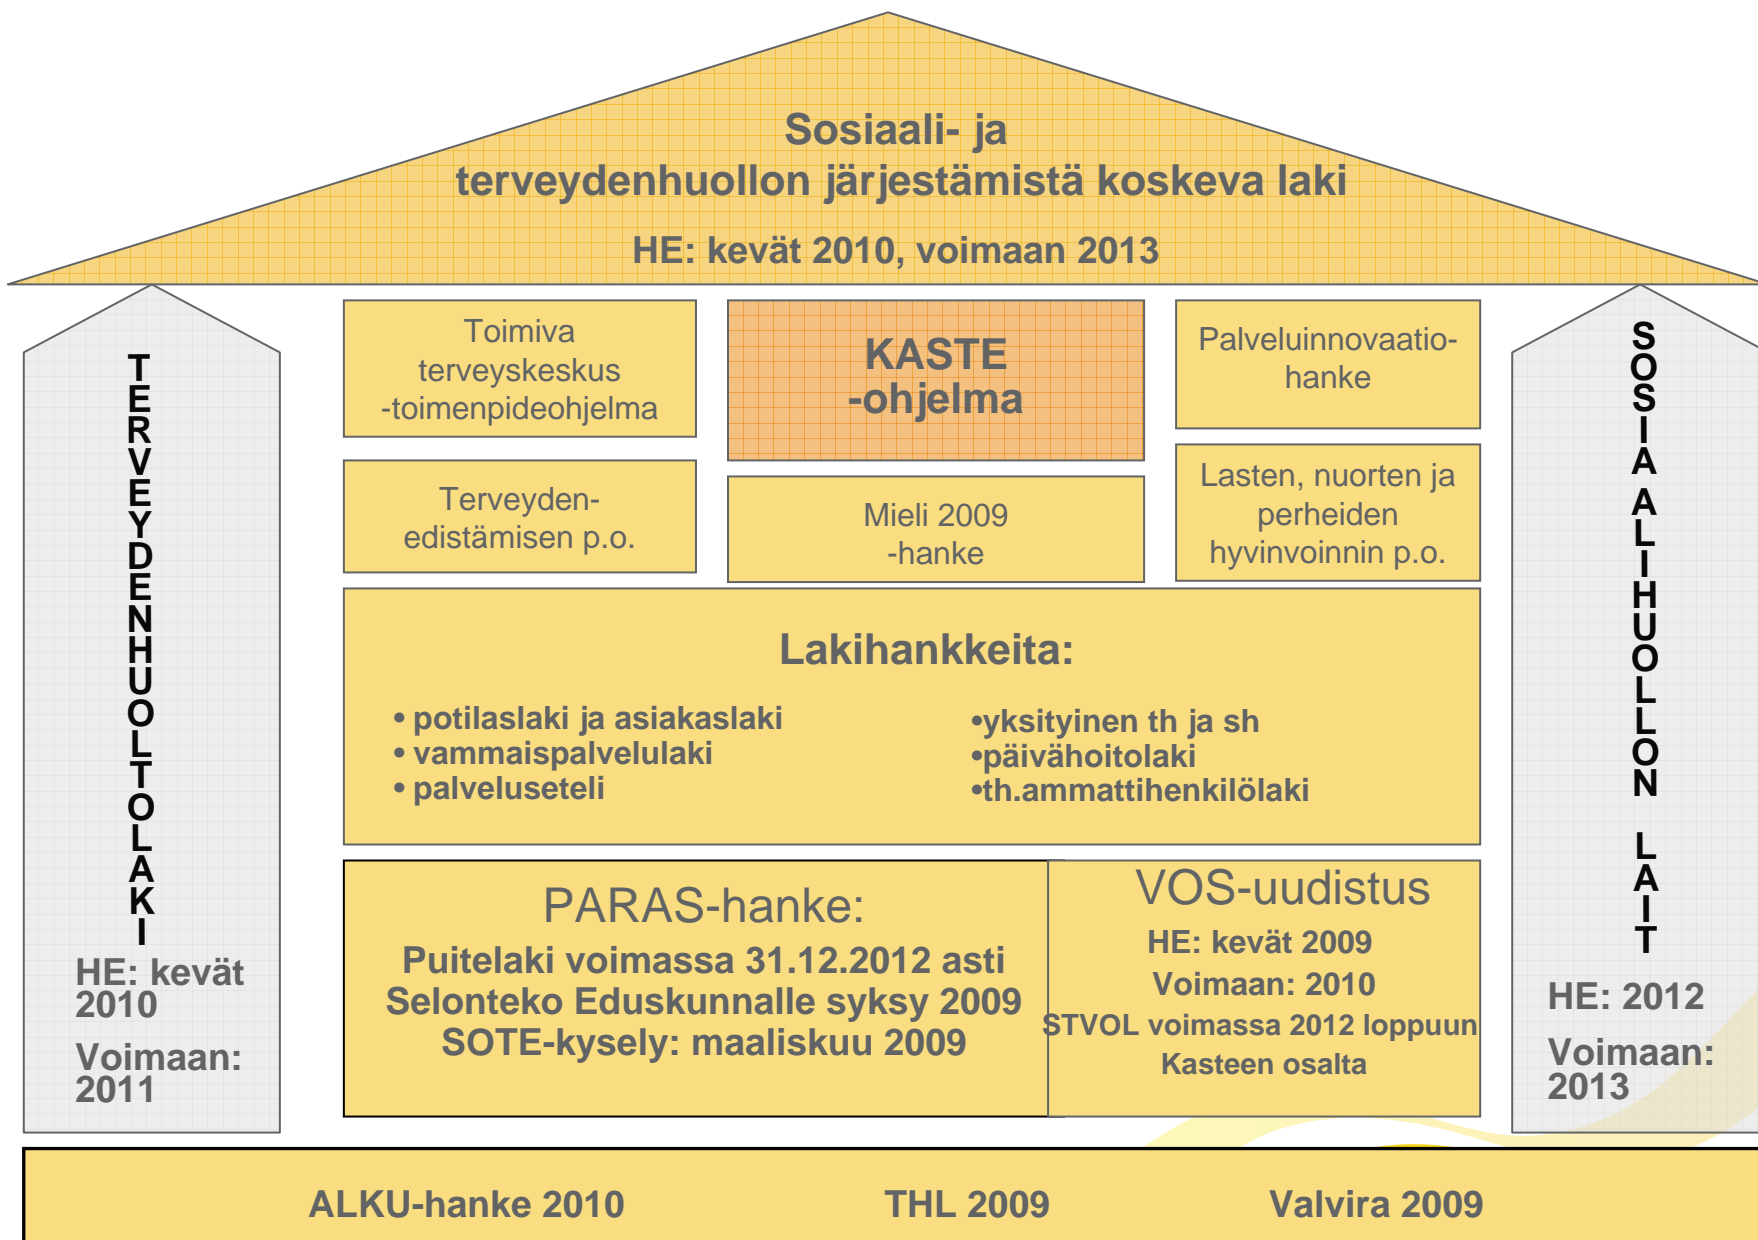 Sosiaali- ja
terveydenhuollon järjestämistä koskeva laki
HE: kevät 2010, voimaan 2013
TERVEYDENHUOLTOLAKI
HE: kevät
2010
Voimaan:
2011
Toimiva
terveyskeskus
-toimenpideohjelma
KASTE
-ohjelma
Palveluinnovaatio-
hanke
Terveyden-
edistämisen p.o.
Mieli 2009
-hanke
Lasten, nuorten ja
perheiden
hyvinvoinnin p.o.
Lakihankkeita:
• potilaslaki ja asiakaslaki
• vammaispalvelulaki
• palveluseteli
•yksityinen th ja sh
•päivähoitolaki
•th.ammattihenkilölaki
PARAS-hanke:
Puitelaki voimassa 31.12.2012 asti
Selonteko Eduskunnalle syksy 2009
SOTE-kysely: maaliskuu 2009
VOS-uudistus
HE: kevät 2009
Voimaan: 2010
STVOL voimassa 2012 loppuun
Kasteen osalta
SOSIAALIHUOLLON LAIT
HE: 2012
Voimaan:
2013
ALKU-hanke 2010 THL 2009 Valvira 2009